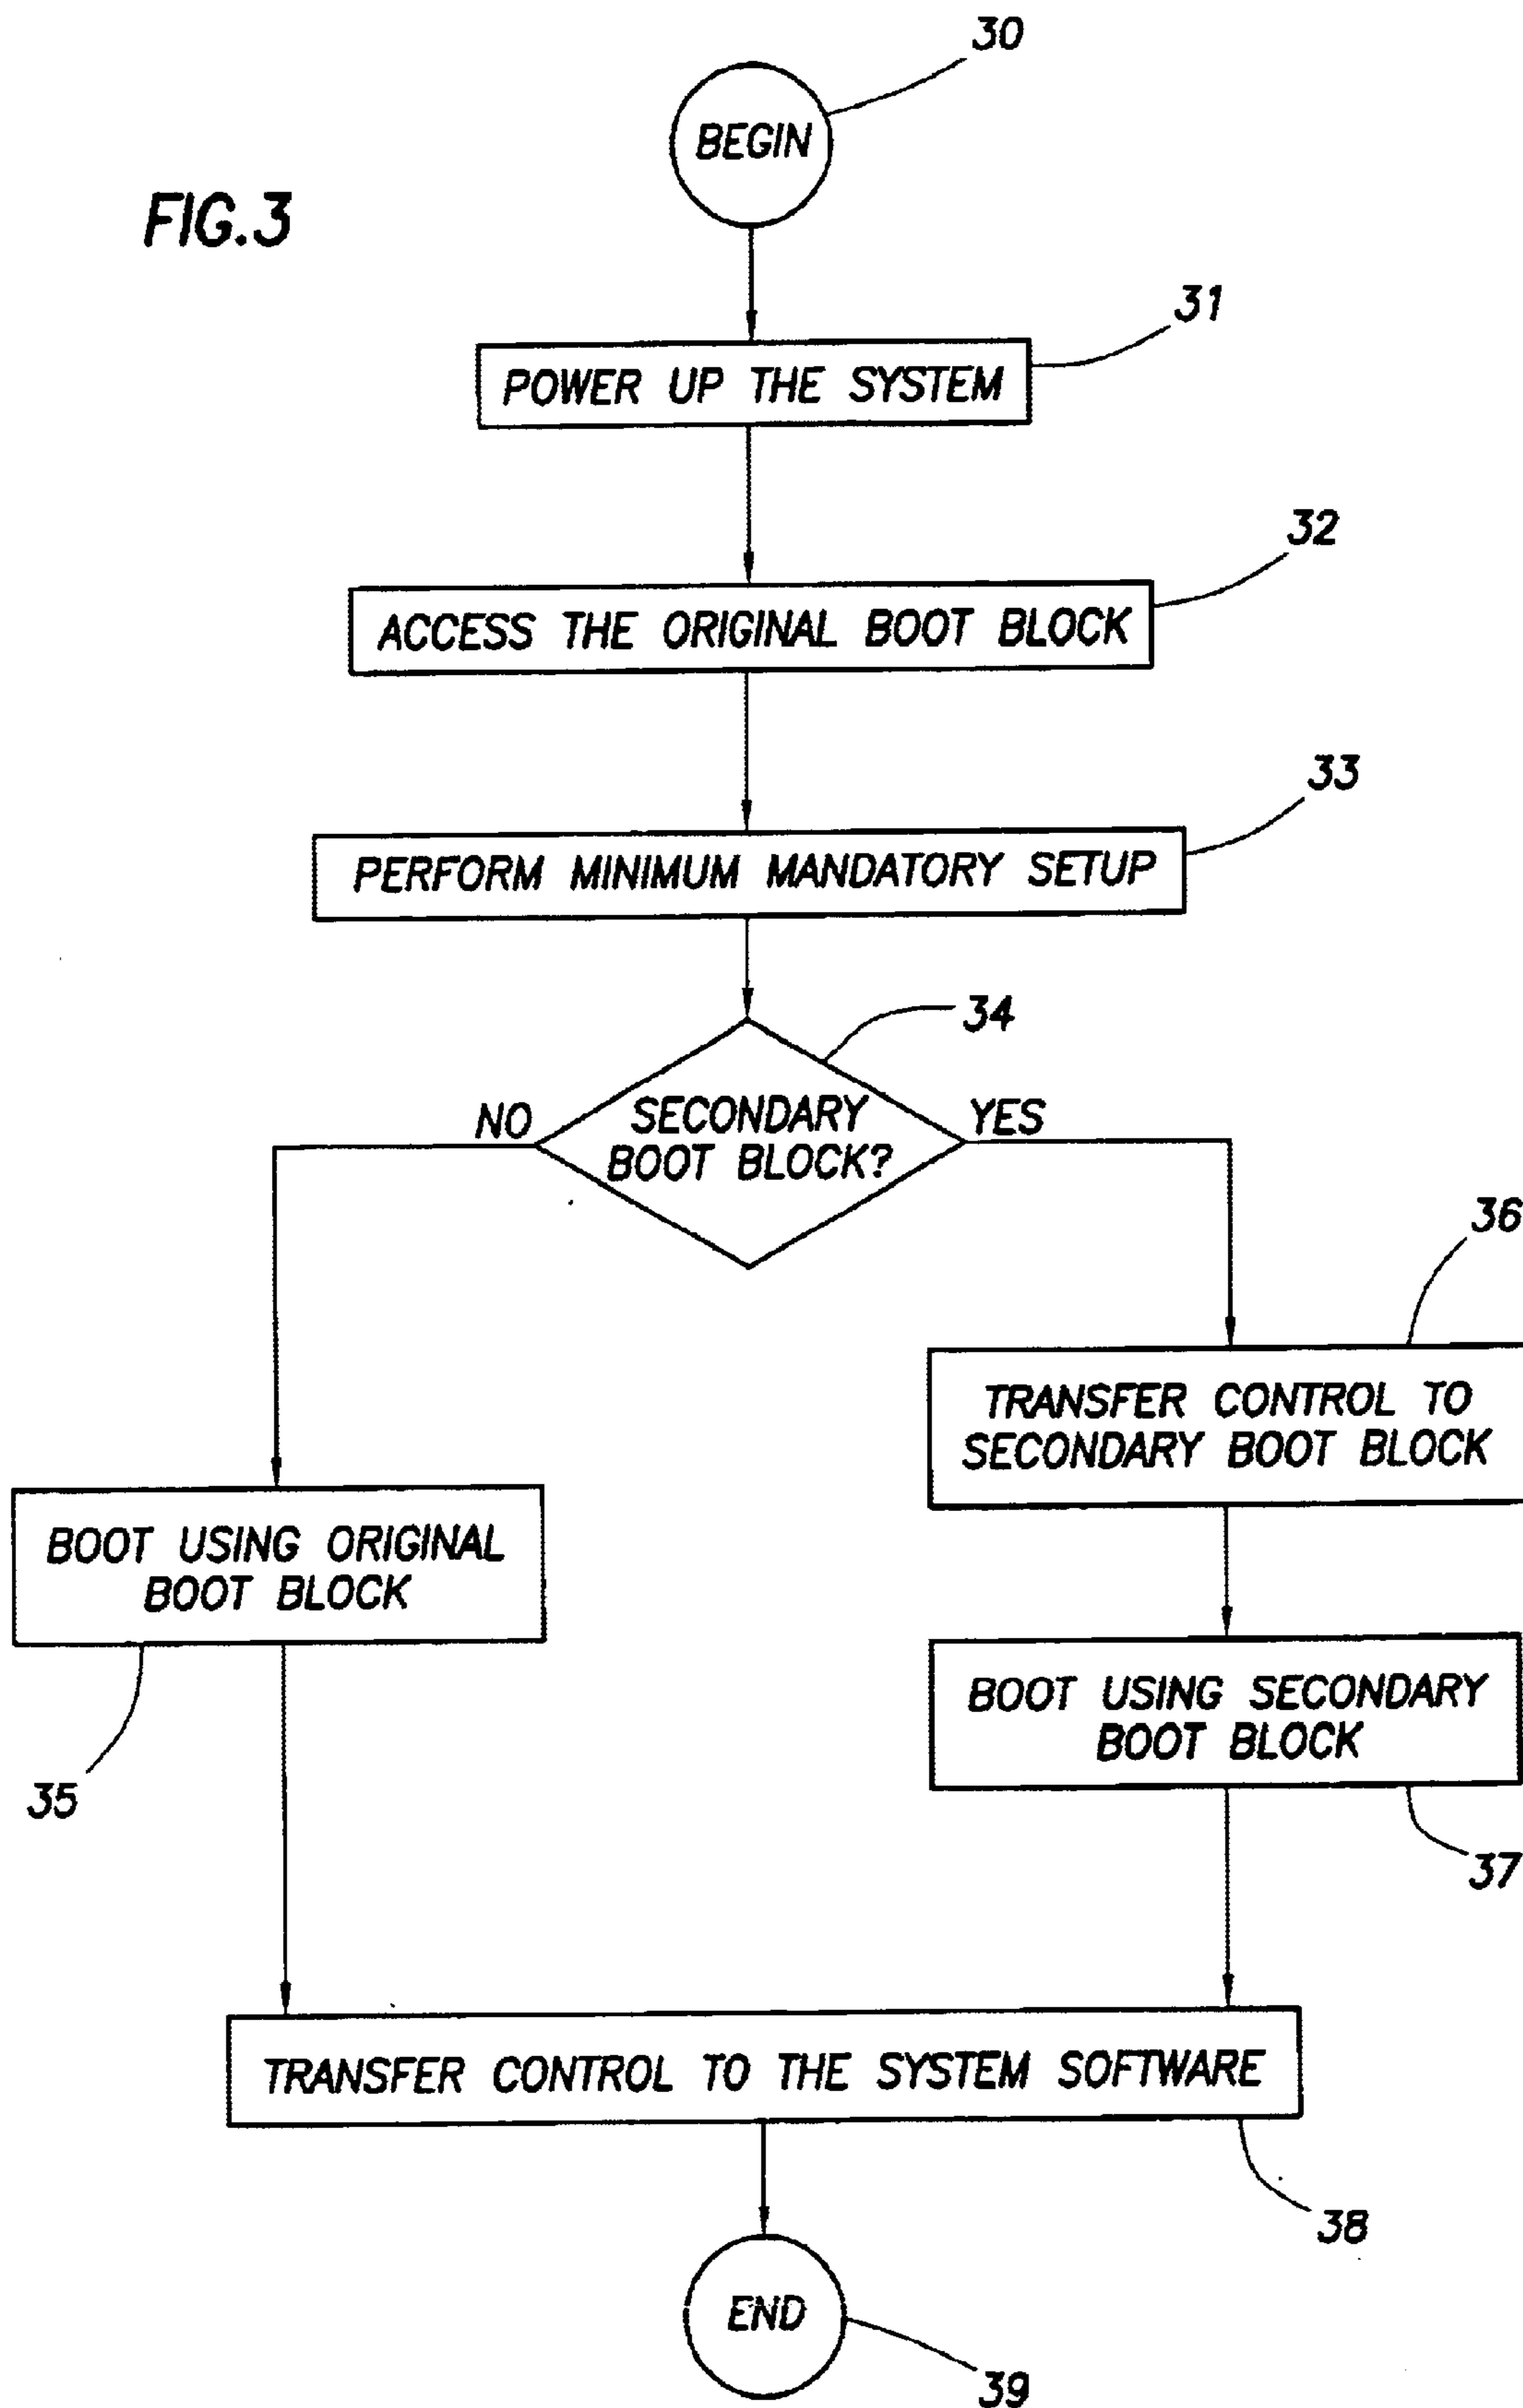 30
BEGIN
FIG.3
31
POWER UP THE SYSTEM
32
ACCESS THE ORIGINAL BOOT BLOCK
33
PERFORM MINIMUM MANDATORY SETUP
34
NO
SECONDARY
BOOT BLOCK?
YES
36
TRANSFER CONTROL TO
SECONDARY BOOT BLOCK
BOOT USING ORIGINAL
BOOT BLOCK
35
BOOT USING SECONDARY
BOOT BLOCK
37
TRANSFER CONTROL TO THE SYSTEM SOFTWARE
38
END
39